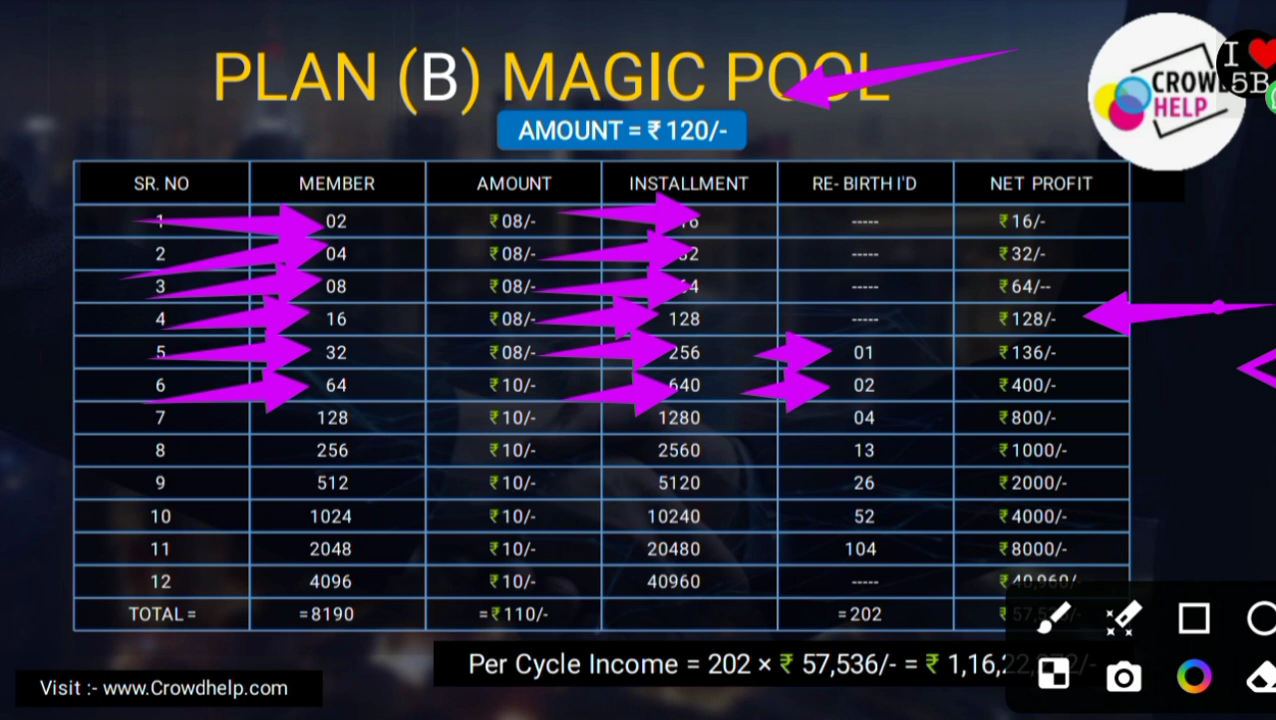 PLAN (B) MAGIC POOL
AMOUNT = ₹ 120/-
CROWD
HELP
I ❤
5B
SR. NO MEMBER AMOUNT INSTALLMENT RE- BIRTH I'D NET PROFIT
1 02 ₹ 08/- ₹ 16/-
2 04 ₹ 08/- ----- ₹ 32/-
3 08 ₹ 08/- ----- ₹ 64/--
4 16 ₹ 08/- 128 ----- ₹ 128/-
5 32 ₹ 08/- 256 01 ₹ 136/-
6 64 ₹ 10/- 640 02 ₹ 400/-
7 128 ₹ 10/- 1280 04 ₹ 800/-
8 256 ₹ 10/- 2560 13 ₹ 1000/-
9 512 ₹ 10/- 5120 26 ₹ 2000/-
10 1024 ₹ 10/- 10240 52 ₹ 4000/-
11 2048 ₹ 10/- 20480 104 ₹ 8000/-
12 4096 ₹ 10/- 40960 ----- ₹ 40,960/-
TOTAL = =8190 =₹ 110/- =202
Per Cycle Income = 202 × ₹ 57,536/- = ₹
Visit :- www.Crowdhelp.com